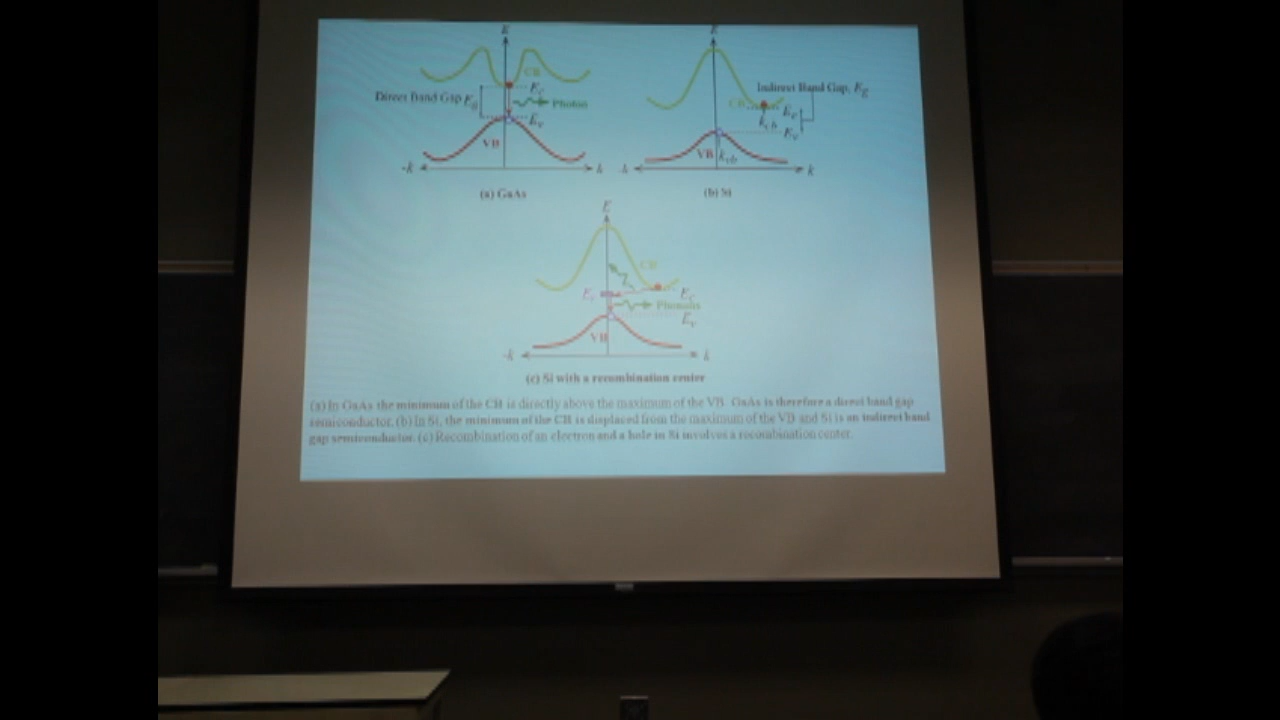 E
E
CB
Ec
Direct Band Gap Eg
Photon
Ev
VB
-k
k
(a) GaAs
Indirect Band Gap, Eg
CB
Ec
kcb
Ev
VB
kvb
-k
k
(b) Si
E
CB
Er
Ec
Phonons
Ev
VB
-k
k
(c) Si with a recombination center
(a) In GaAs the minimum of the CB is directly above the maximum of the VB. GaAs is therefore a direct band gap
semiconductor. (b) In Si, the minimum of the CB is displaced from the maximum of the VB and Si is an indirect band
gap semiconductor. (c) Recombination of an electron and a hole in Si involves a recombination center.